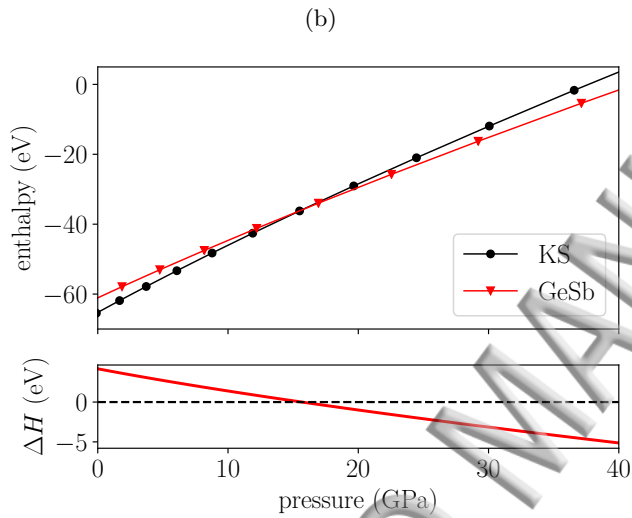 (b)
0
−20
−40
−60
enthalpy (eV)
KS
GeSb
0
−5
ΔH (eV)
0 10 20 30 40
pressure (GPa)